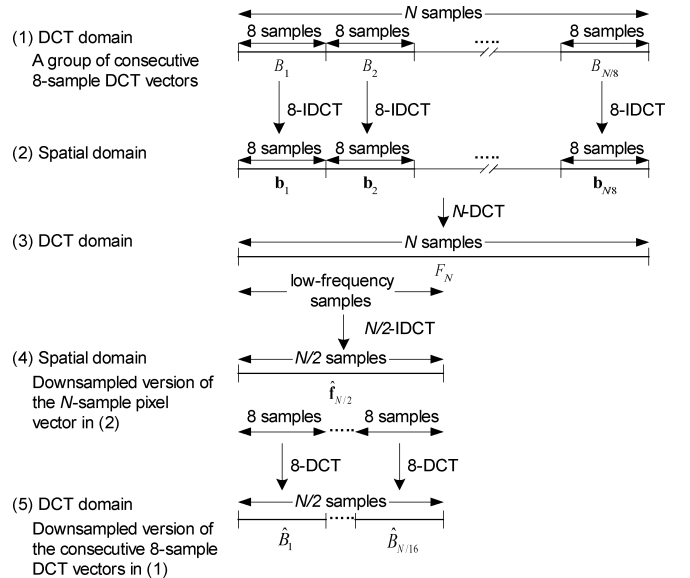 N samples
(1) DCT domain
A group of consecutive
8-sample DCT vectors
8 samples 8 samples ..... 8 samples
B1 B2 BN/8
8-IDCT 8-IDCT 8-IDCT
(2) Spatial domain
8 samples 8 samples ..... 8 samples
b1 b2 bN/8
N-DCT
(3) DCT domain
N samples
FN
low-frequency
samples
N/2-IDCT
(4) Spatial domain
N/2 samples
Downsampled version of
the N-sample pixel
vector in (2)
f̂N/2
8 samples ..... 8 samples
8-DCT 8-DCT
(5) DCT domain
N/2 samples
Downsampled version of
the consecutive 8-sample
DCT vectors in (1)
B̂1 ..... B̂N/16